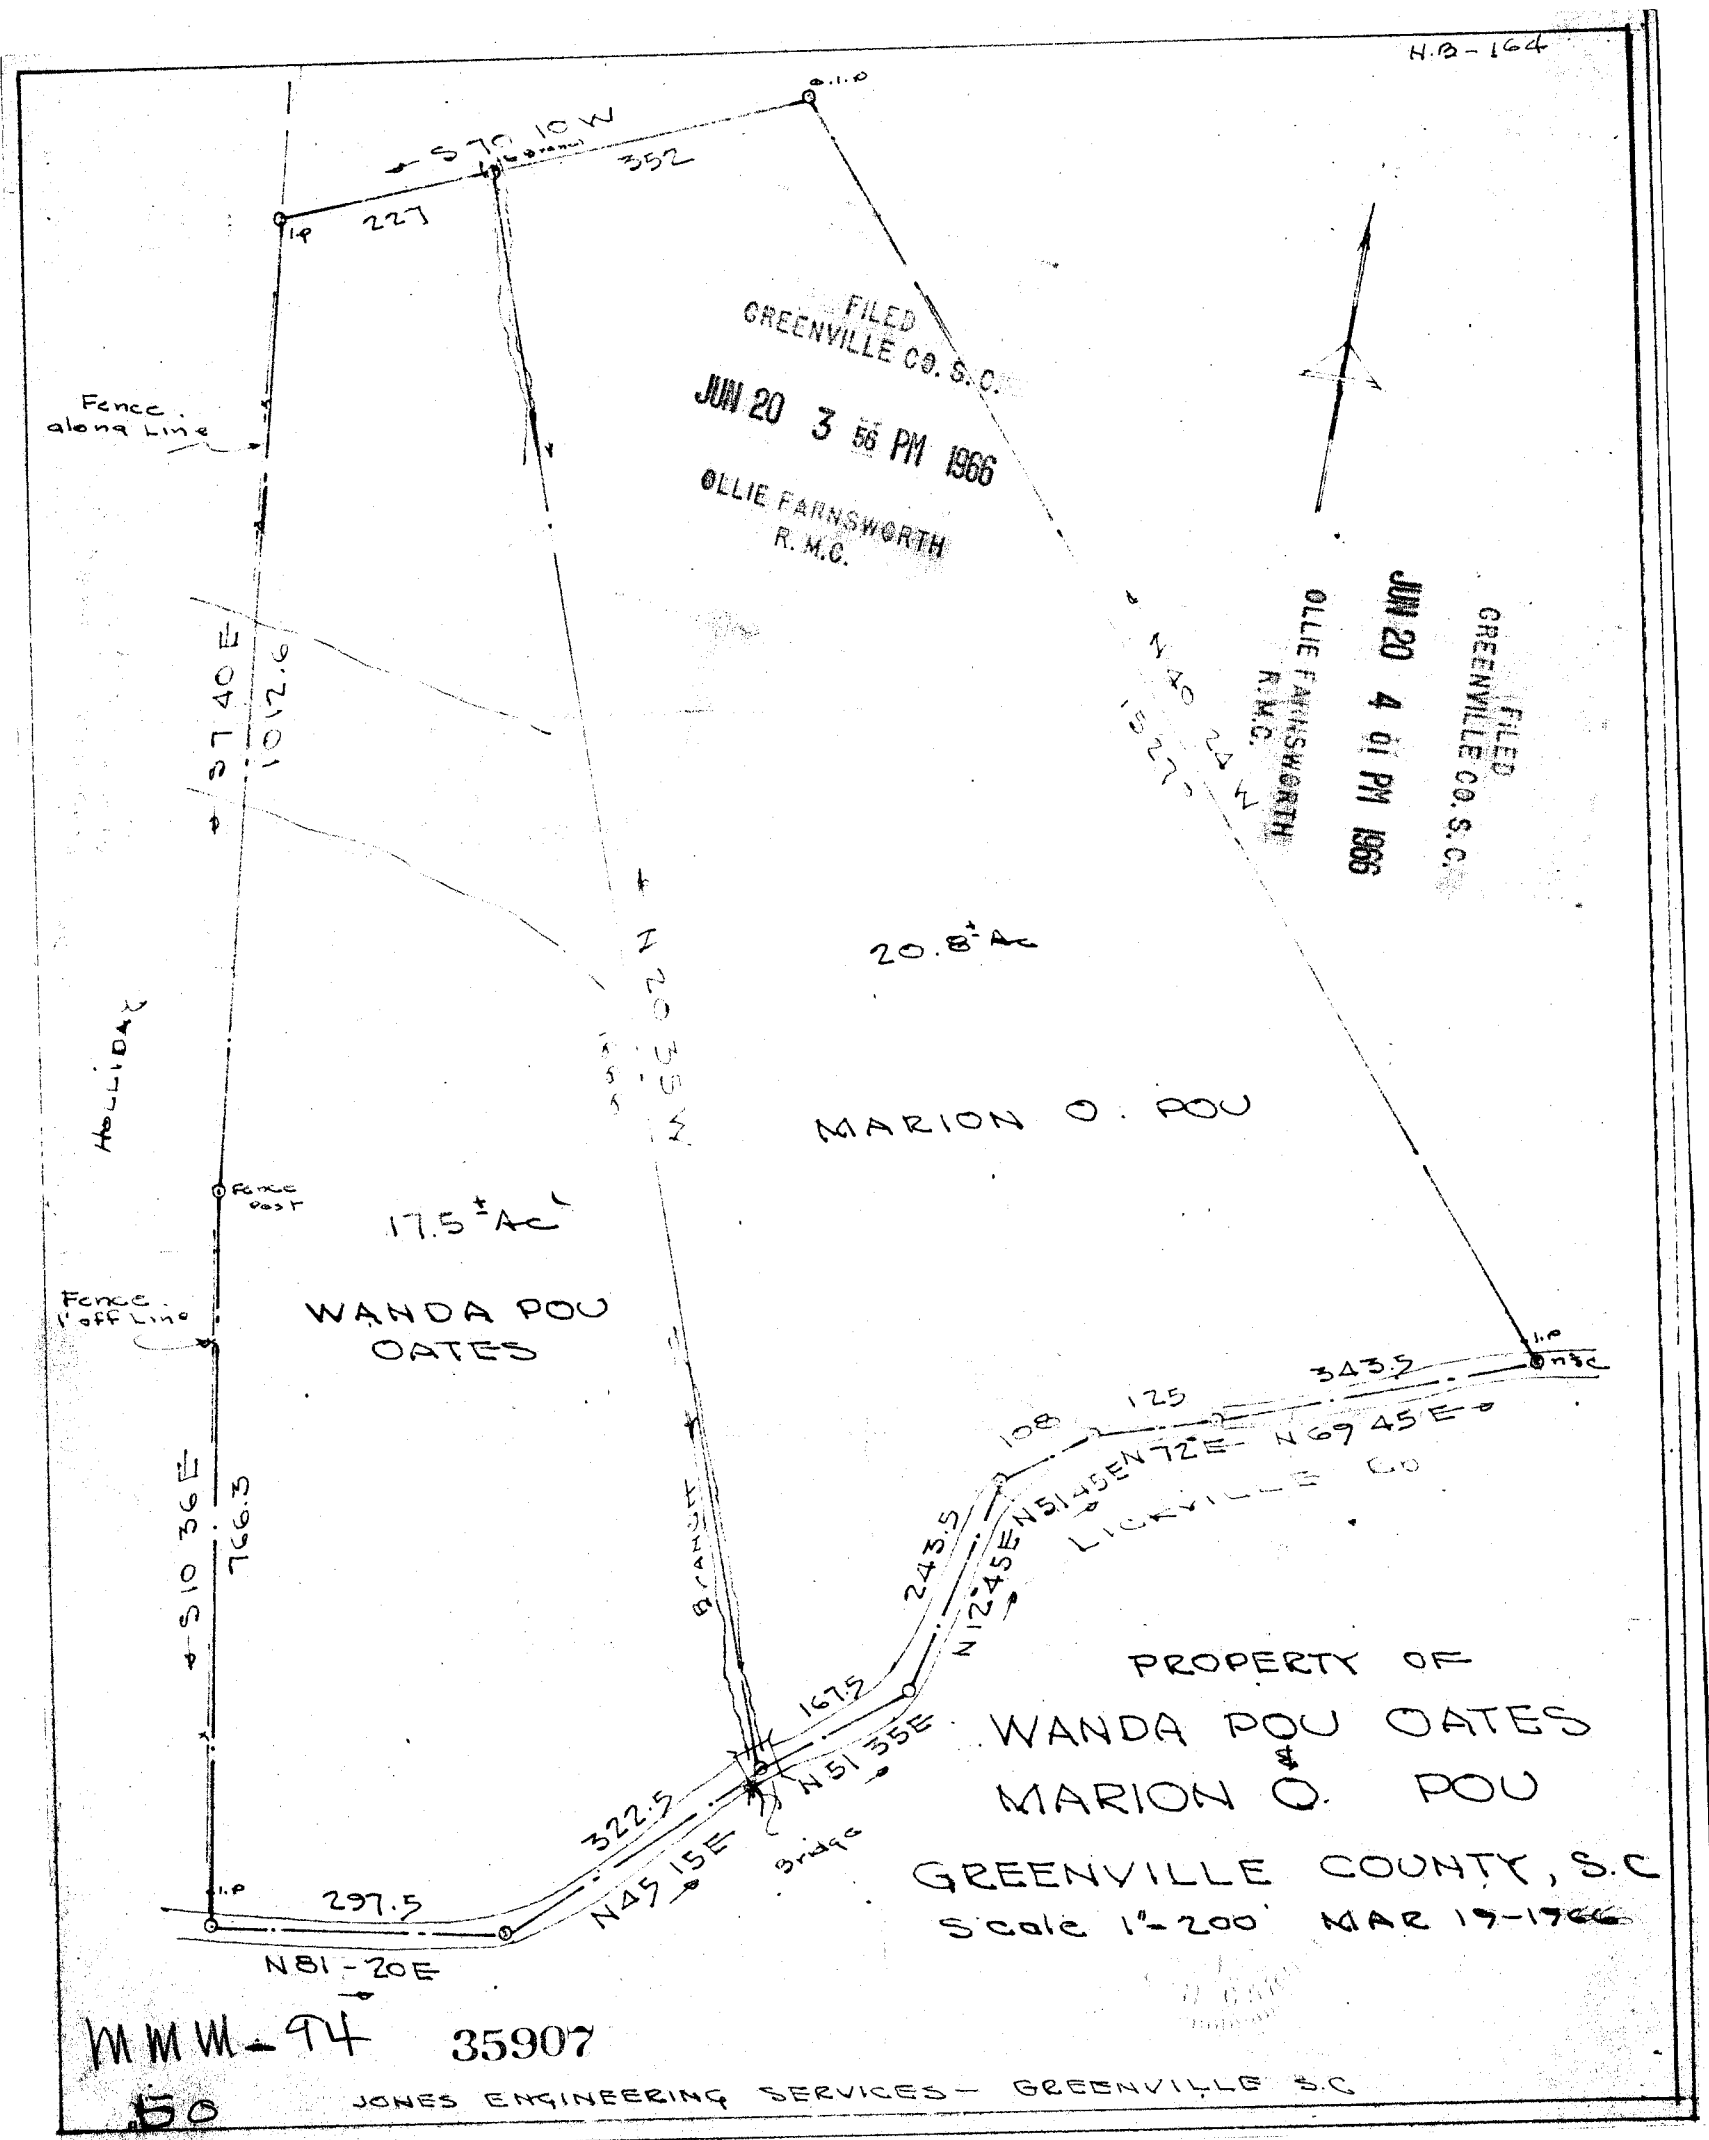 H.B-164
O.I.P
S 70 10 W
352
227
I.P
FILED
GREENVILLE CO. S.C.
JUN 20 3 56 PM 1966
OLLIE FARNSWORTH
R.M.C.
Fence
along Line
S 7 40 E
1012.6
N 40 24 W
1527
FILED
GREENVILLE CO. S.C.
JUN 20 4 01 PM 1966
OLLIE FARNSWORTH
R.M.C.
N 20 35 W
20.8± Ac
HOLLIDAY
MARION O. POU
Fence
Post
17.5± Ac
WANDA POU
OATES
Fence
1' off Line
I.P
n&c
343.5
125
108
N 69 45 E
N 72 E
N 51 45 E
LICKVILLE
S 10 36 E
766.3
Branch
243.5
N 12° 45 E
167.5
N 51 35 E
322.5
N 45 15 E
Bridge
I.P
297.5
N 81-20 E
PROPERTY OF
WANDA POU OATES
&
MARION O. POU
GREENVILLE COUNTY, S.C
Scale 1"-200' MAR 19-1966
MMM-94 35907
.50
JONES ENGINEERING SERVICES - GREENVILLE S.C